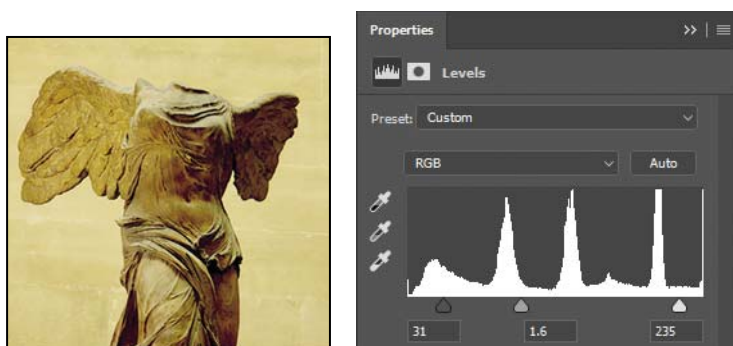 Properties
Levels
Preset: Custom
RGB Auto
31 1.6 235